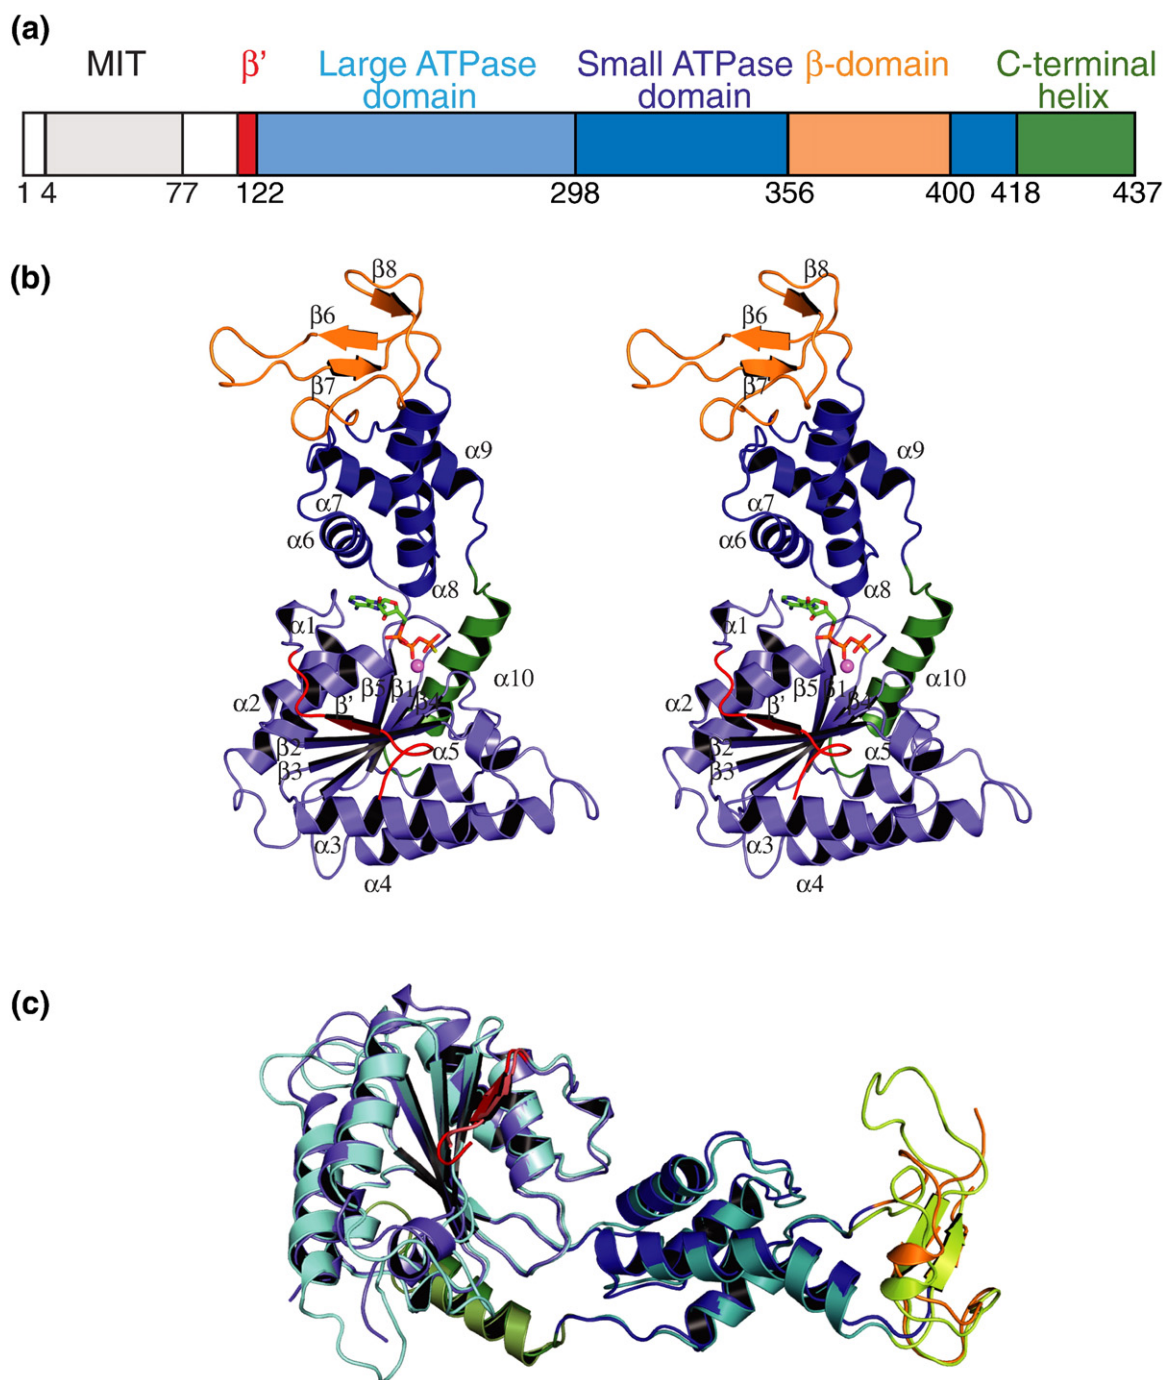 (a)
MIT β’ Large ATPase domain Small ATPase domain β-domain C-terminal helix
1 4 77 122 298 356 400 418 437
(b)
β8 β8
β6 β6
β7 β7
α9 α9
α7 α7
α6 α6
α8 α8
α1 α1
α2 β’ β5 β1 β4 α10 α2 β’ β5 β1 β4 α10
β2 α5 β2 α5
β3 β3
α3 α3
α4 α4
(c)